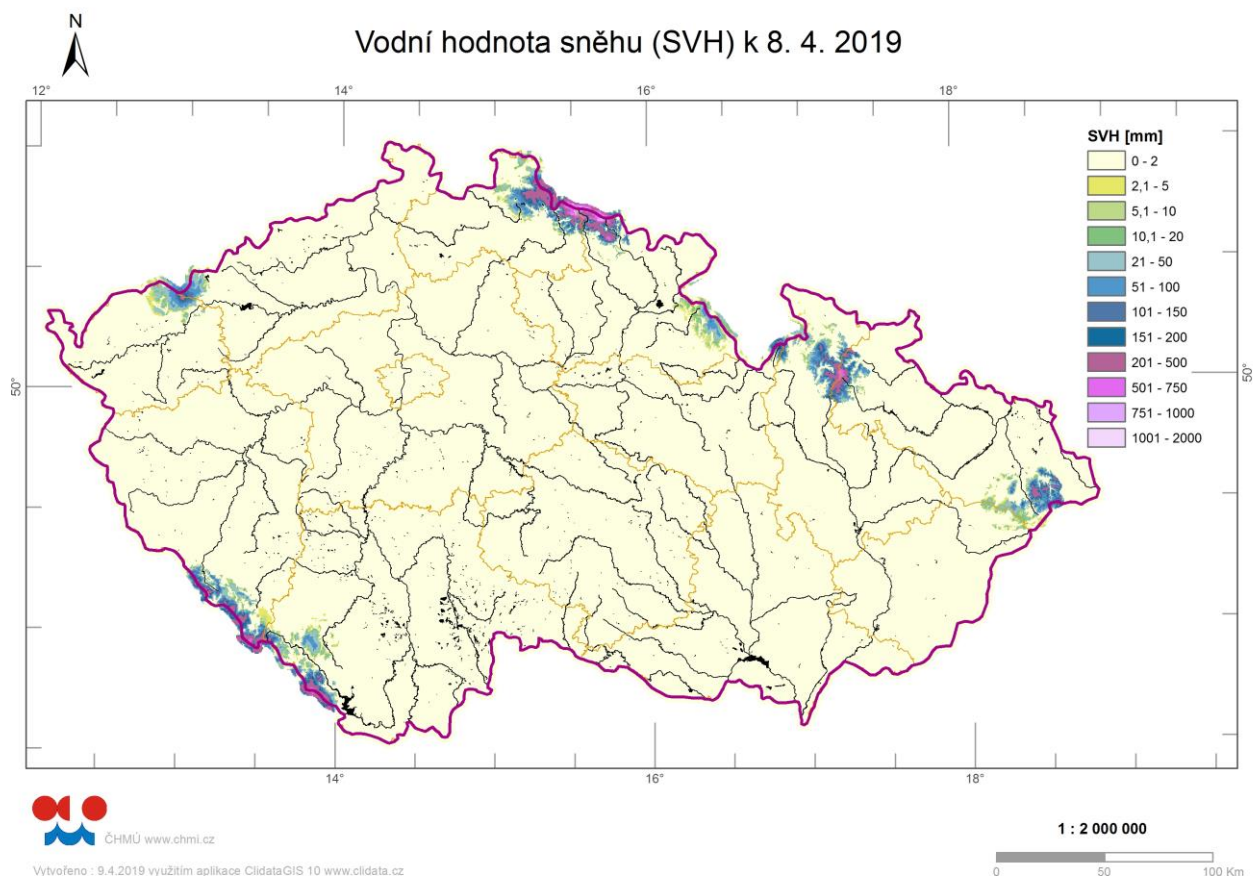 N
Vodní hodnota sněhu (SVH) k 8. 4. 2019
12°
14°
16°
18°
SVH [mm]
0 - 2
2,1 - 5
5,1 - 10
10,1 - 20
21 - 50
51 - 100
101 - 150
151 - 200
201 - 500
501 - 750
751 - 1000
1001 - 2000
50°
50°
14°
16°
18°
ČHMÚ www.chmi.cz
1 : 2 000 000
Vytvořeno : 9.4.2019 využitím aplikace ClidataGIS 10 www.clidata.cz
0 50 100 Km